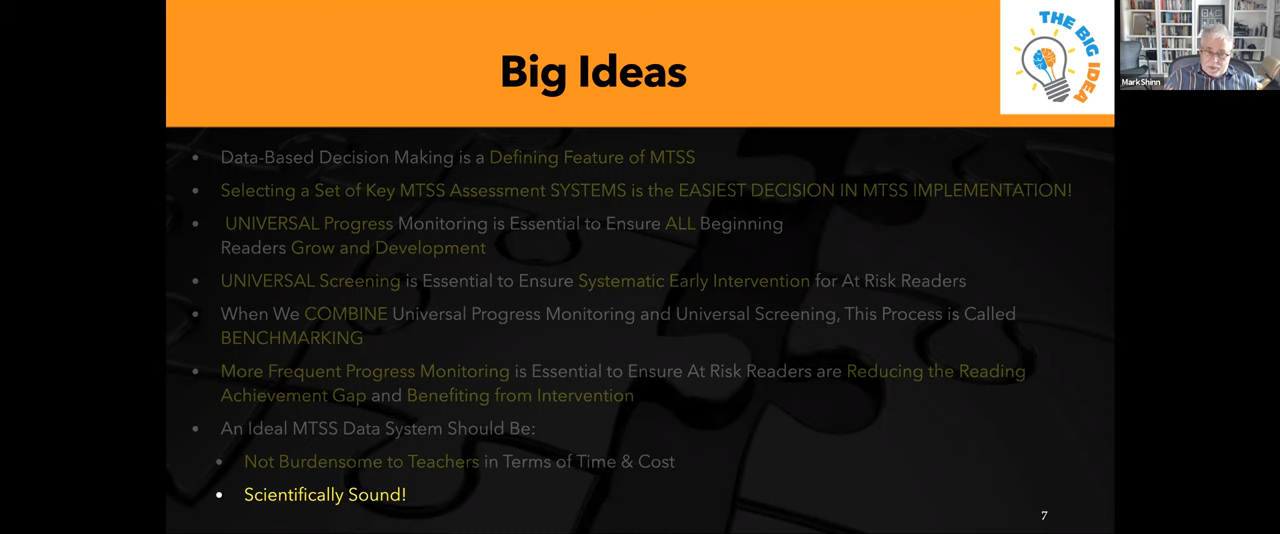 Big Ideas
THE BIG IDEA
Mark Shinn
• Data-Based Decision Making is a Defining Feature of MTSS
• Selecting a Set of Key MTSS Assessment SYSTEMS is the EASIEST DECISION IN MTSS IMPLEMENTATION!
• UNIVERSAL Progress Monitoring is Essential to Ensure ALL Beginning
Readers Grow and Development
• UNIVERSAL Screening is Essential to Ensure Systematic Early Intervention for At Risk Readers
• When We COMBINE Universal Progress Monitoring and Universal Screening, This Process is Called
BENCHMARKING
• More Frequent Progress Monitoring is Essential to Ensure At Risk Readers are Reducing the Reading
Achievement Gap and Benefiting from Intervention
• An Ideal MTSS Data System Should Be:
• Not Burdensome to Teachers in Terms of Time & Cost
• Scientifically Sound!
7